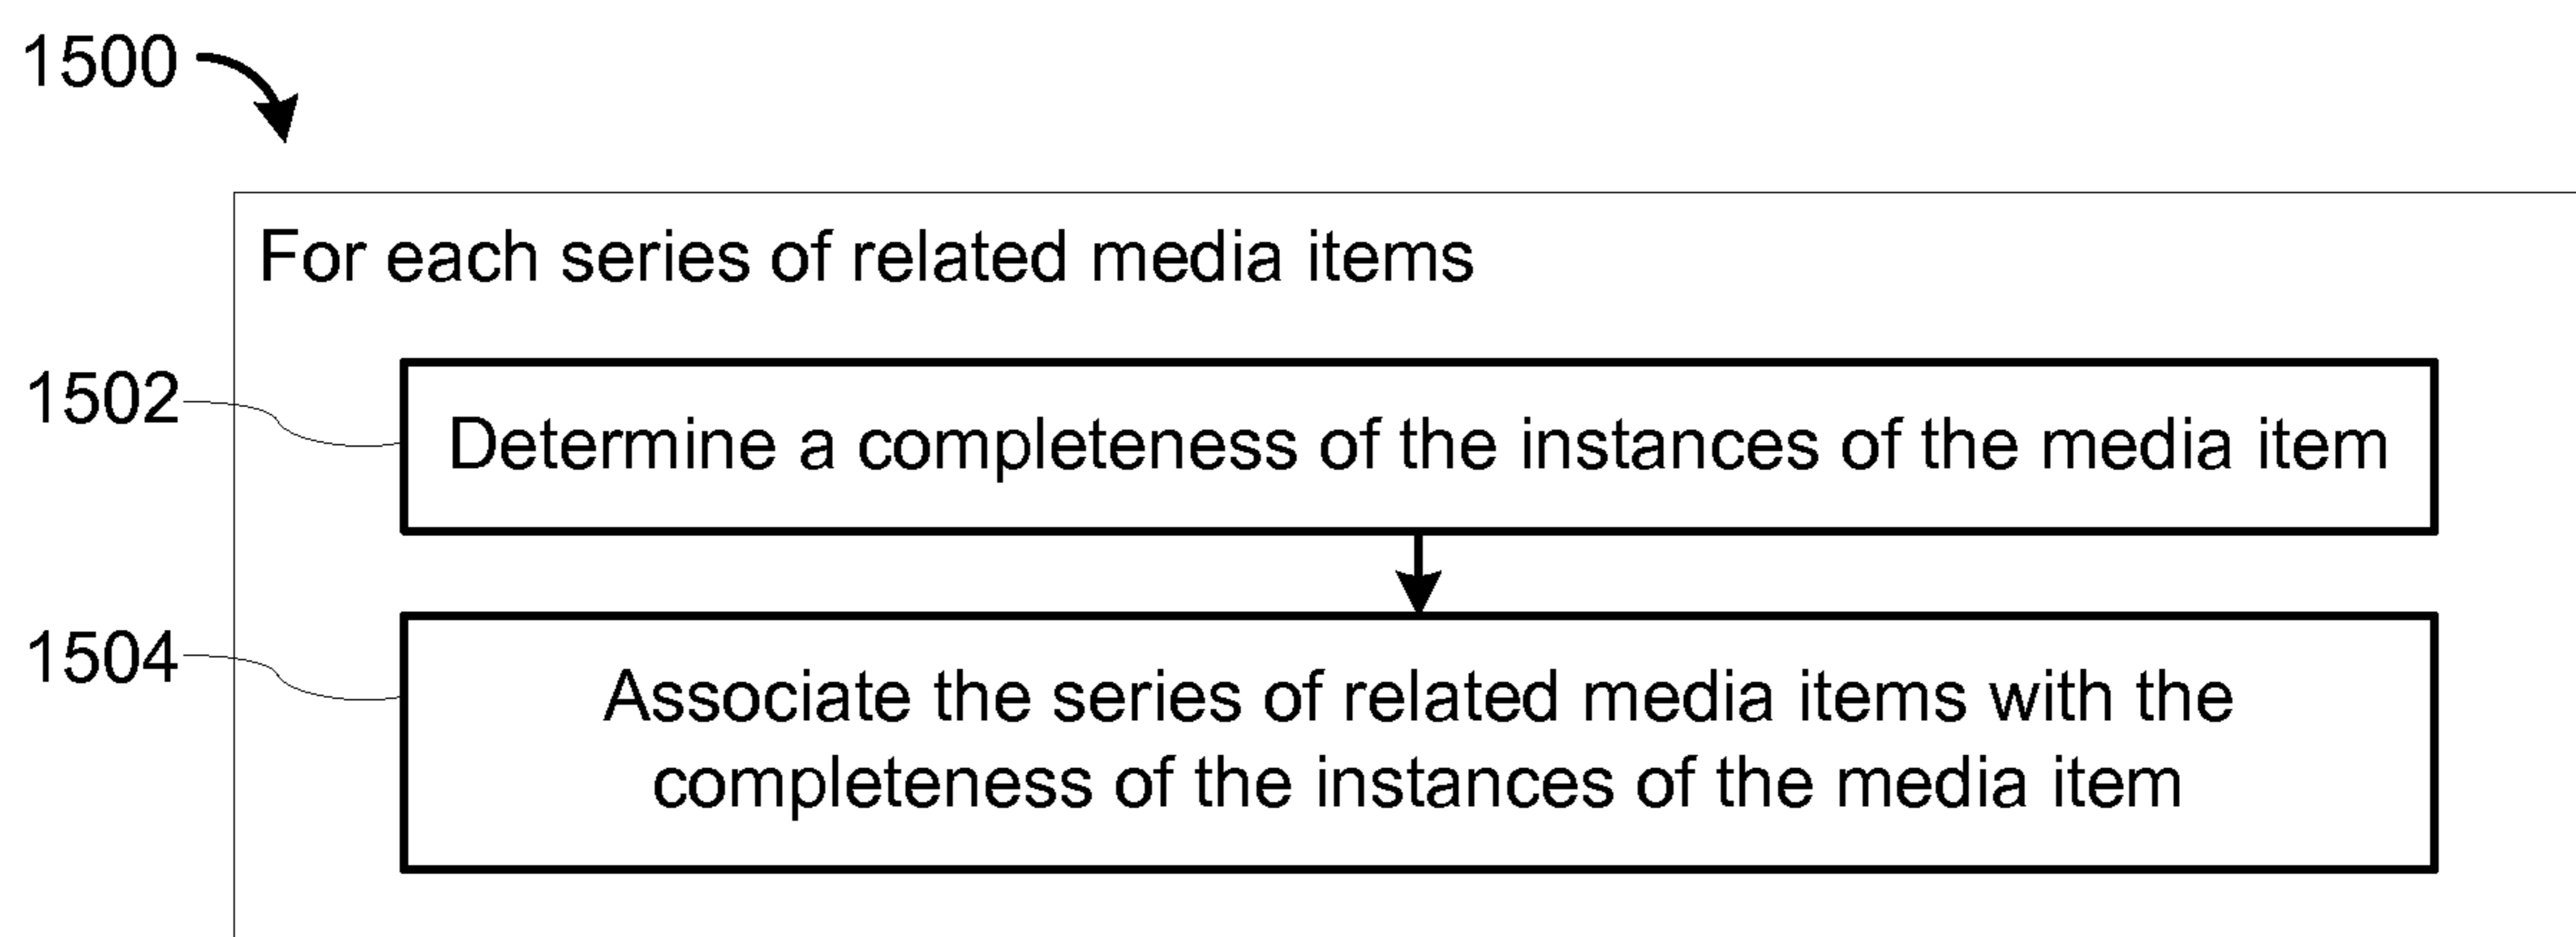 1500
For each series of related media items
1502
Determine a completeness of the instances of the media item
1504
Associate the series of related media items with the
completeness of the instances of the media item